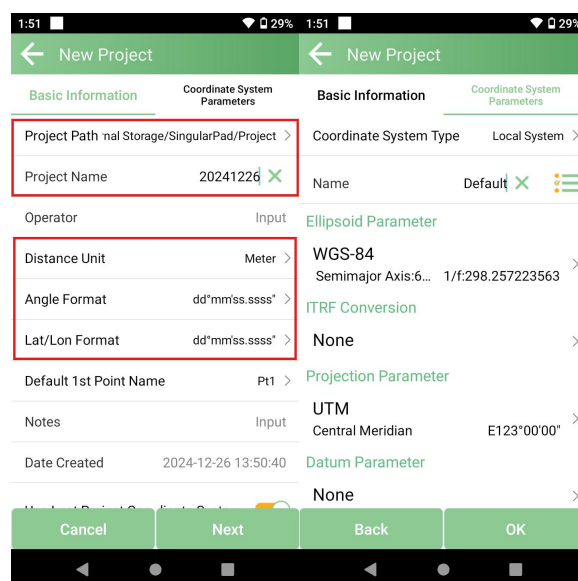 1:51
29%
New Project
Basic Information
Coordinate System
Parameters
Project Path nal Storage/SingularPad/Project >
Project Name 20241226
Operator Input
Distance Unit Meter >
Angle Format dd°mm'ss.ssss" >
Lat/Lon Format dd°mm'ss.ssss" >
Default 1st Point Name Pt1 >
Notes Input
Date Created 2024-12-26 13:50:40
Cancel
Next
1:51
29%
New Project
Basic Information
Coordinate System
Parameters
Coordinate System Type Local System >
Name Default
Ellipsoid Parameter
WGS-84
Semimajor Axis:6... 1/f:298.257223563
ITRF Conversion
None
Projection Parameter
UTM
Central Meridian E123°00'00"
Datum Parameter
None
Back
OK